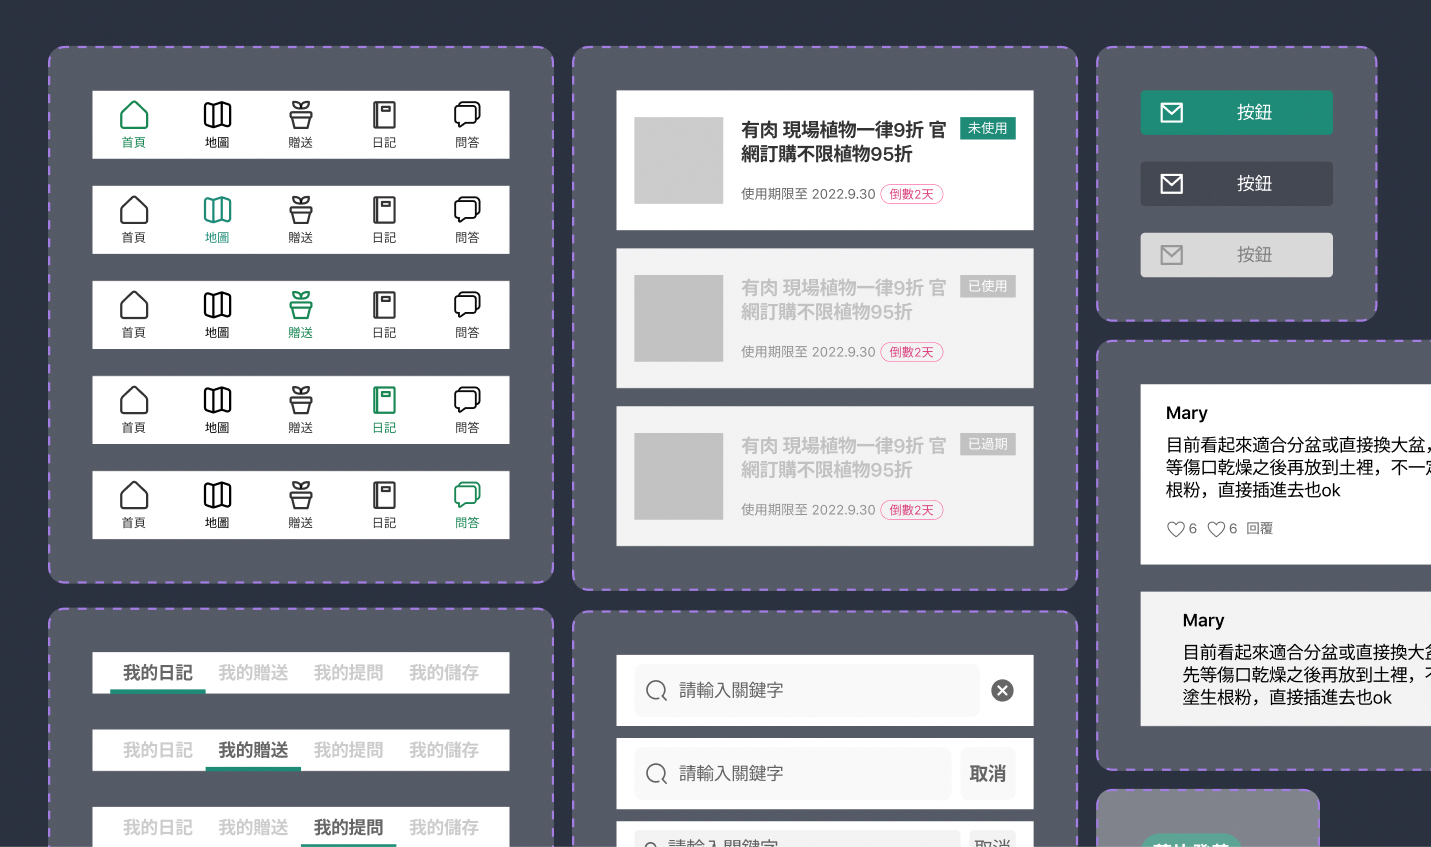 首頁 地圖 贈送 日記 問答
首頁 地圖 贈送 日記 問答
首頁 地圖 贈送 日記 問答
首頁 地圖 贈送 日記 問答
首頁 地圖 贈送 日記 問答
有肉 現場植物一律9折 官
網訂購不限植物95折
未使用
使用期限至 2022.9.30 倒數2天
有肉 現場植物一律9折 官
網訂購不限植物95折
已使用
使用期限至 2022.9.30 倒數2天
有肉 現場植物一律9折 官
網訂購不限植物95折
已過期
使用期限至 2022.9.30 倒數2天
按鈕
按鈕
按鈕
Mary
目前看起來適合分盆或直接換大盆，
等傷口乾燥之後再放到土裡，不一定
根粉，直接插進去也ok
6 6 回覆
Mary
目前看起來適合分盆或直接換大盆
先等傷口乾燥之後再放到土裡，不
塗生根粉，直接插進去也ok
我的日記 我的贈送 我的提問 我的儲存
我的日記 我的贈送 我的提問 我的儲存
我的日記 我的贈送 我的提問 我的儲存
請輸入關鍵字
請輸入關鍵字 取消
請輸入關鍵字 取消